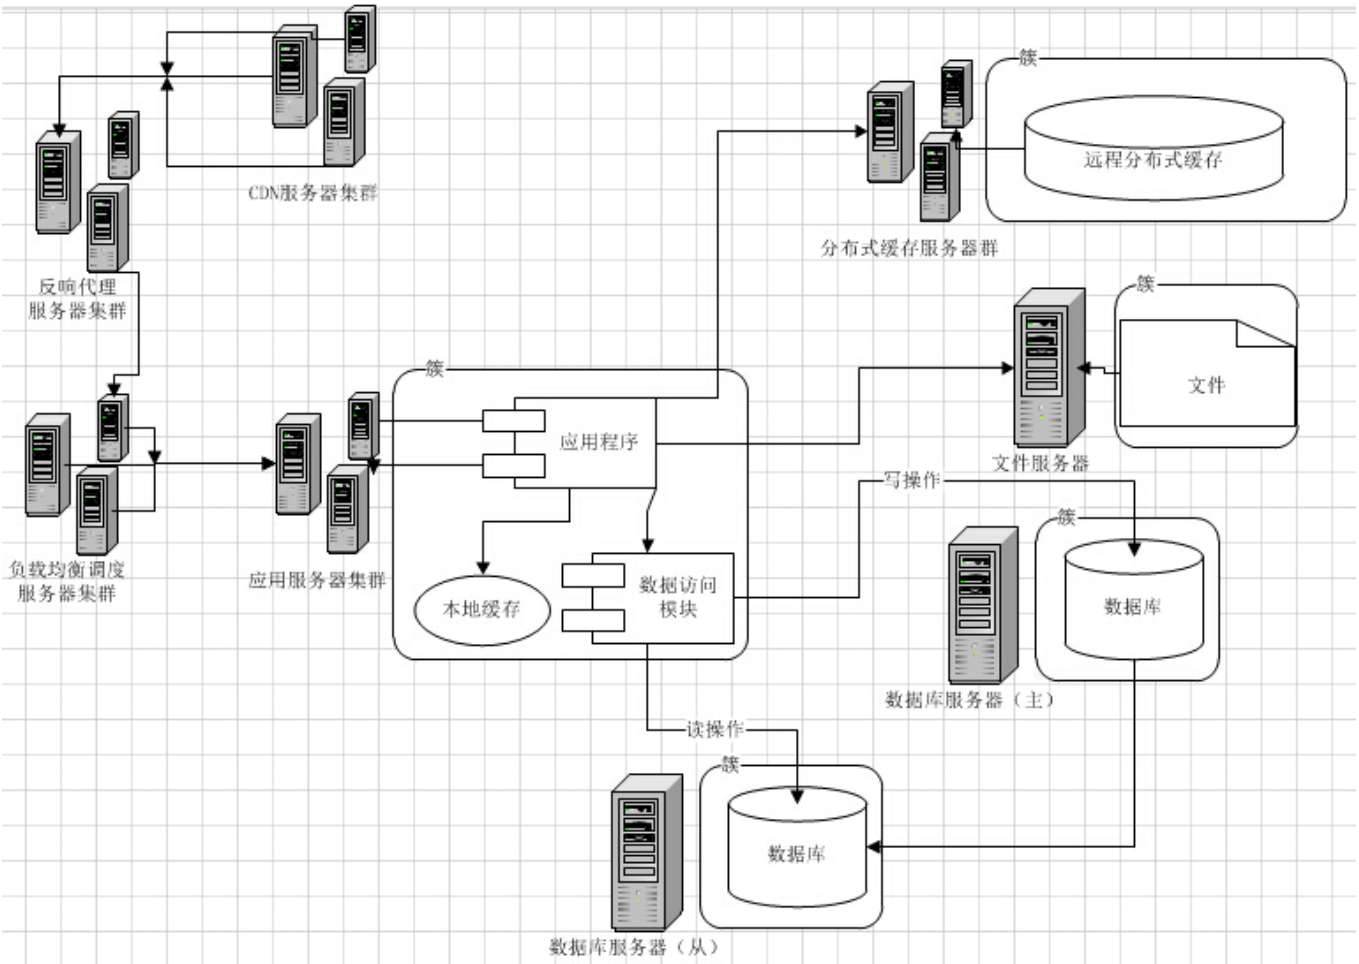 CDN服务器集群
反响代理
服务器集群
簇
远程分布式缓存
分布式缓存服务器群
簇
文件
文件服务器
簇
应用程序
本地缓存
数据访问
模块
应用服务器集群
负载均衡调度
服务器集群
写操作
簇
数据库
数据库服务器（主）
读操作
簇
数据库
数据库服务器（从）